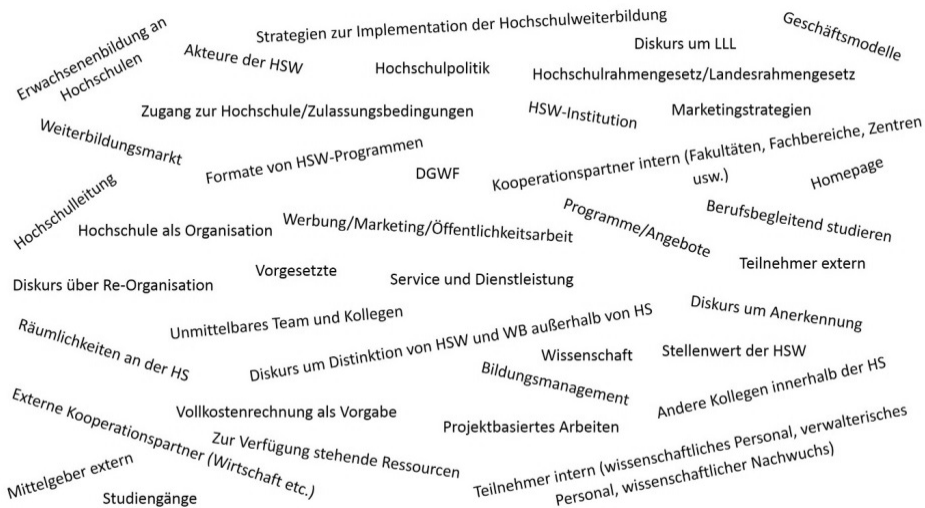 Strategien zur Implementation der Hochschulweiterbildung
Geschäftsmodelle
Erwachsenenbildung an
Hochschulen
Akteure der HSW
Diskurs um LLL
Hochschulpolitik
Hochschulrahmengesetz/Landesrahmengesetz
Zugang zur Hochschule/Zulassungsbedingungen
HSW-Institution
Marketingstrategien
Weiterbildungsmarkt
Formate von HSW-Programmen
DGWF
Kooperationspartner intern (Fakultäten, Fachbereiche, Zentren
usw.)
Homepage
Hochschulleitung
Hochschule als Organisation
Werbung/Marketing/Öffentlichkeitsarbeit
Programme/Angebote
Berufsbegleitend studieren
Teilnehmer extern
Vorgesetzte
Service und Dienstleistung
Diskurs über Re-Organisation
Unmittelbares Team und Kollegen
Diskurs um Anerkennung
Räumlichkeiten an der HS
Diskurs um Distinktion von HSW und WB außerhalb von HS
Wissenschaft
Stellenwert der HSW
Bildungsmanagement
Andere Kollegen innerhalb der HS
Externe Kooperationspartner (Wirtschaft etc.)
Vollkostenrechnung als Vorgabe
Projektbasiertes Arbeiten
Zur Verfügung stehende Ressourcen
Teilnehmer intern (wissenschaftliches Personal, verwalterisches
Personal, wissenschaftlicher Nachwuchs)
Mittelgeber extern
Studiengänge